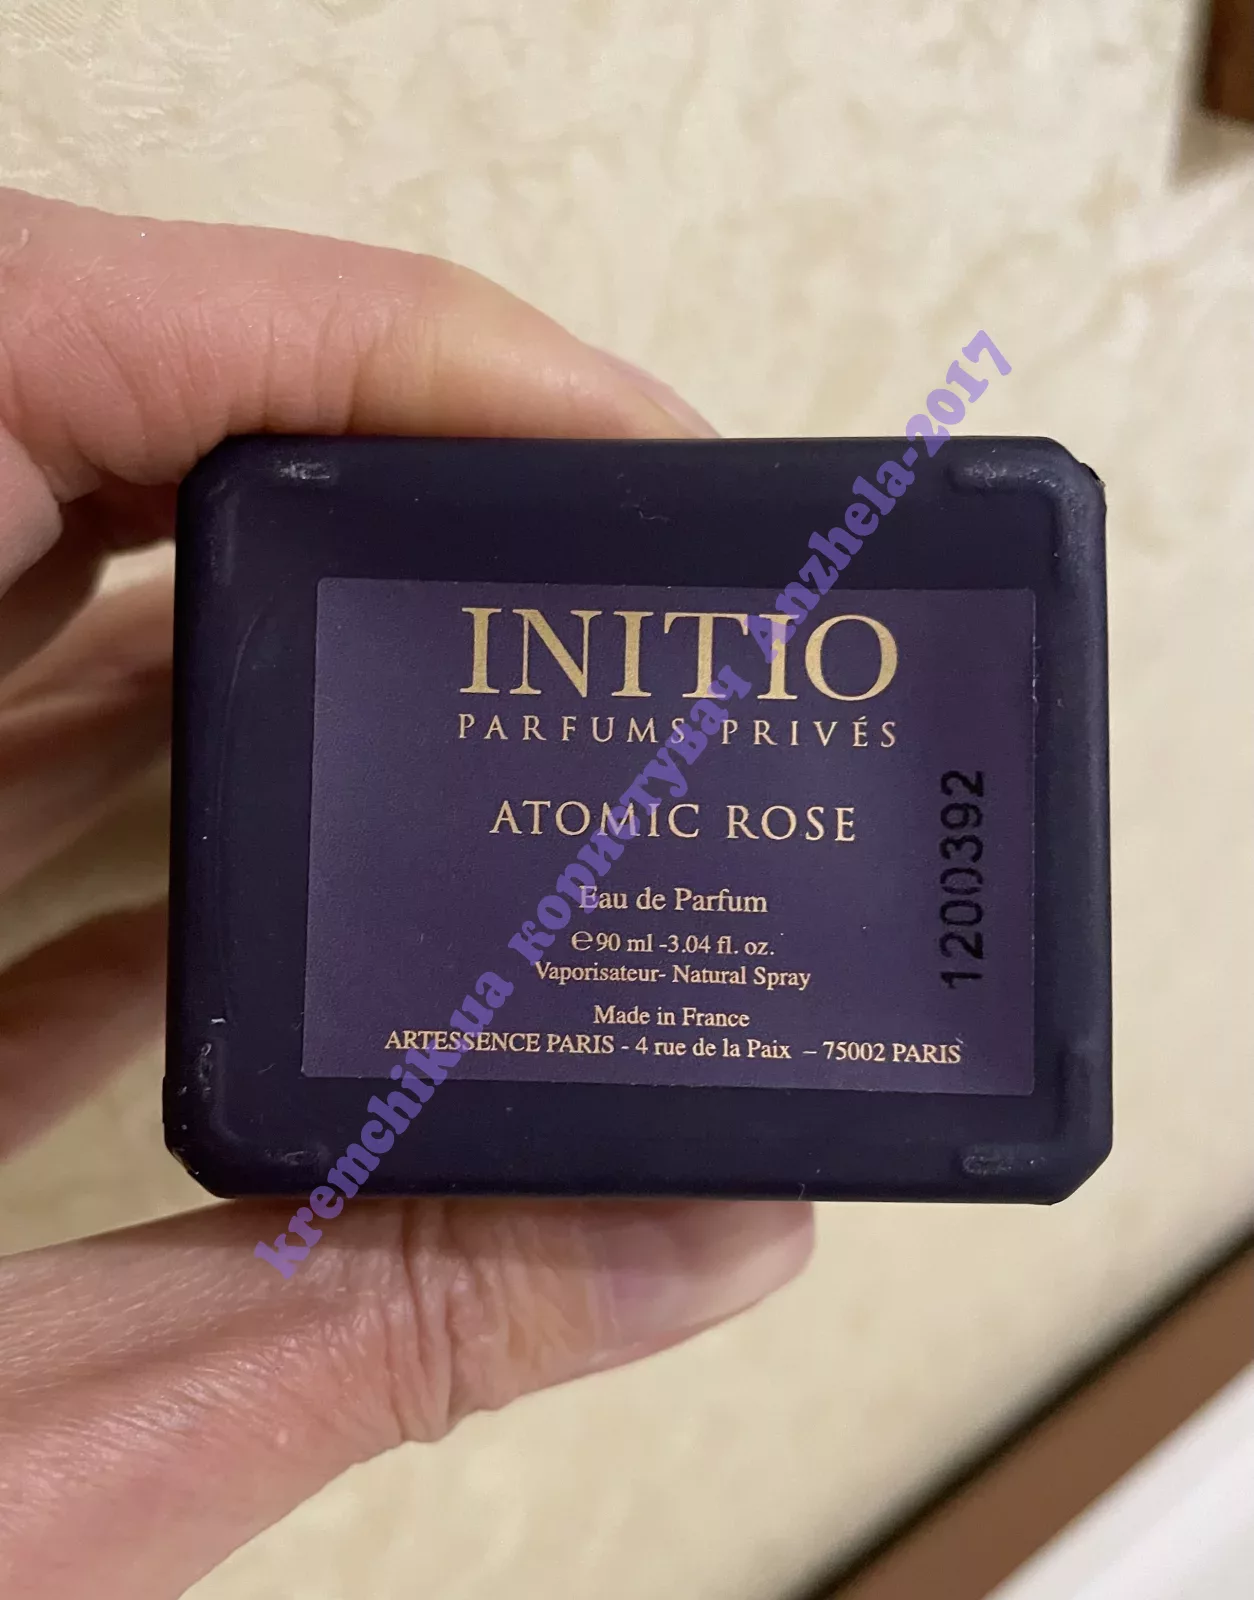 INITIO
PARFUMS PRIVÉS
ATOMIC ROSE
Eau de Parfum
℮90 ml -3.04 fl. oz.
Vaporisateur- Natural Spray
Made in France
ARTESSENCE PARIS - 4 rue de la Paix – 75002 PARIS
1200392
kremchik.ua користувач Anzhela-2017